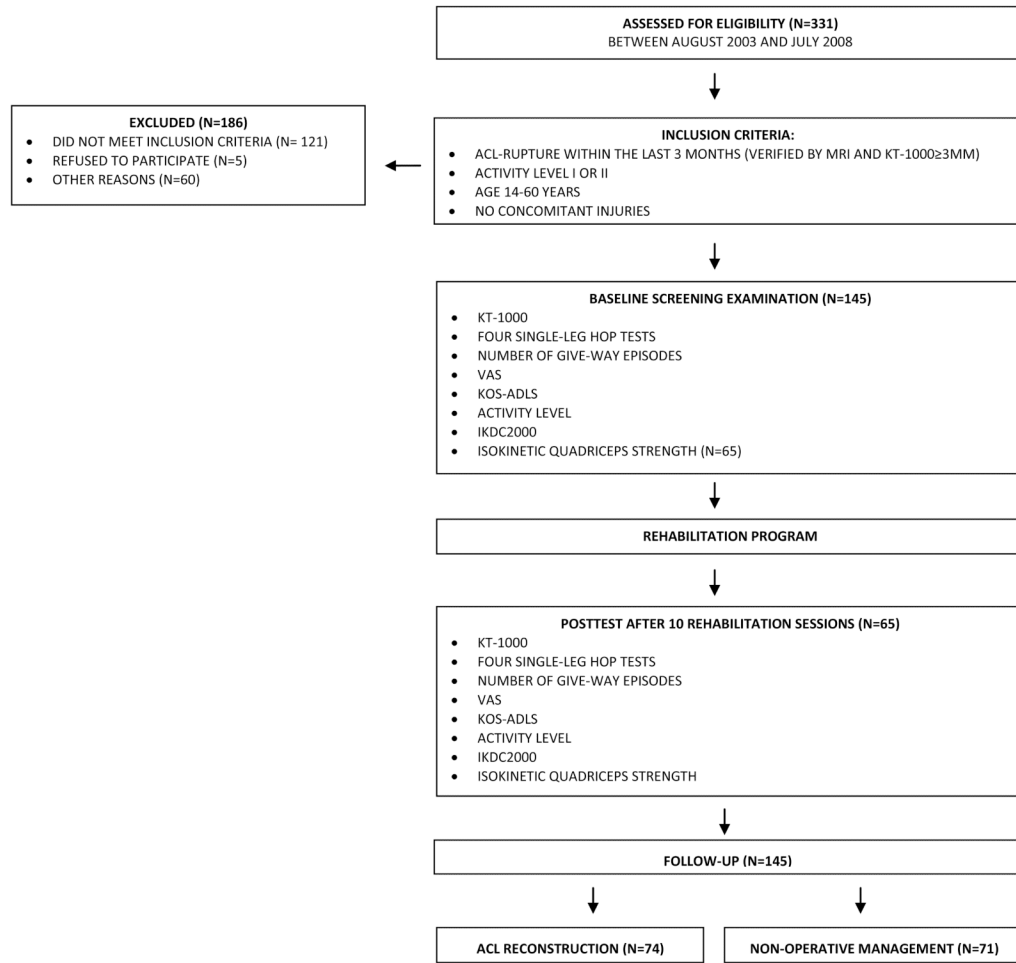 ASSESSED FOR ELIGIBILITY (N=331)
BETWEEN AUGUST 2003 AND JULY 2008
EXCLUDED (N=186)
• DID NOT MEET INCLUSION CRITERIA (N= 121)
• REFUSED TO PARTICIPATE (N=5)
• OTHER REASONS (N=60)
INCLUSION CRITERIA:
• ACL-RUPTURE WITHIN THE LAST 3 MONTHS (VERIFIED BY MRI AND KT-1000≥3MM)
• ACTIVITY LEVEL I OR II
• AGE 14-60 YEARS
• NO CONCOMITANT INJURIES
BASELINE SCREENING EXAMINATION (N=145)
• KT-1000
• FOUR SINGLE-LEG HOP TESTS
• NUMBER OF GIVE-WAY EPISODES
• VAS
• KOS-ADLS
• ACTIVITY LEVEL
• IKDC2000
• ISOKINETIC QUADRICEPS STRENGTH (N=65)
REHABILITATION PROGRAM
POSTTEST AFTER 10 REHABILITATION SESSIONS (N=65)
• KT-1000
• FOUR SINGLE-LEG HOP TESTS
• NUMBER OF GIVE-WAY EPISODES
• VAS
• KOS-ADLS
• ACTIVITY LEVEL
• IKDC2000
• ISOKINETIC QUADRICEPS STRENGTH
FOLLOW-UP (N=145)
ACL RECONSTRUCTION (N=74)
NON-OPERATIVE MANAGEMENT (N=71)